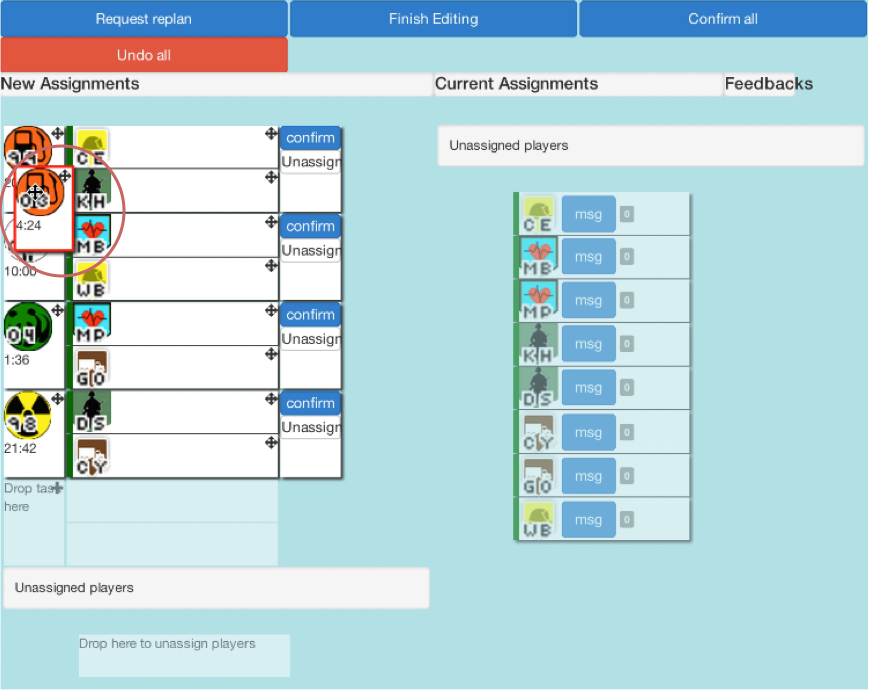 Request replan
Finish Editing
Confirm all
Undo all
New Assignments
Current Assignments
Feedbacks
CE
confirm
Unassign
03
4:24
KH
MB
confirm
Unassign
10:00
WB
04
MP
confirm
Unassign
1:36
GO
98
DS
confirm
Unassign
21:42
CY
Drop task
here
Unassigned players
Drop here to unassign players
Unassigned players
CE msg 0
MB msg 0
MP msg 0
KH msg 0
DS msg 0
CY msg 0
GO msg 0
WB msg 0